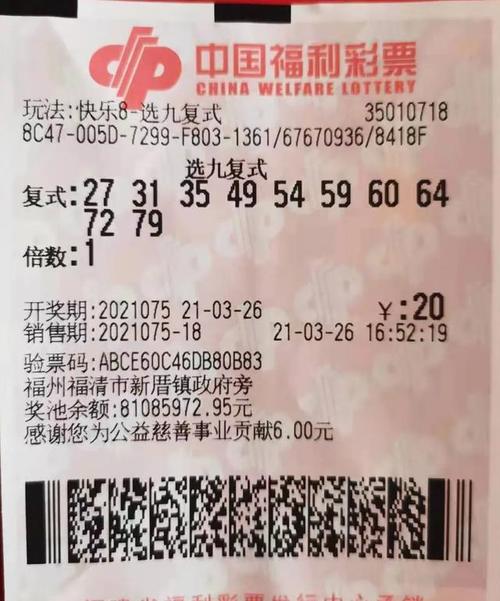 中国福利彩票
CHINA WELFARE LOTTERY
玩法:快乐8-选九复式 35010718
8C47-005D-7299-F803-1361/67670936/8418F
选九复式
复式:27 31 35 49 54 59 60 64
72 79
倍数:1
开奖期:2021075 21-03-26 ¥:20
销售期:2021075-18 21-03-26 16:52:19
验票码:ABCE60C46DB80B83
福州福清市新厝镇政府旁
奖池余额:81085972.95元
感谢您为公益慈善事业贡献6.00元